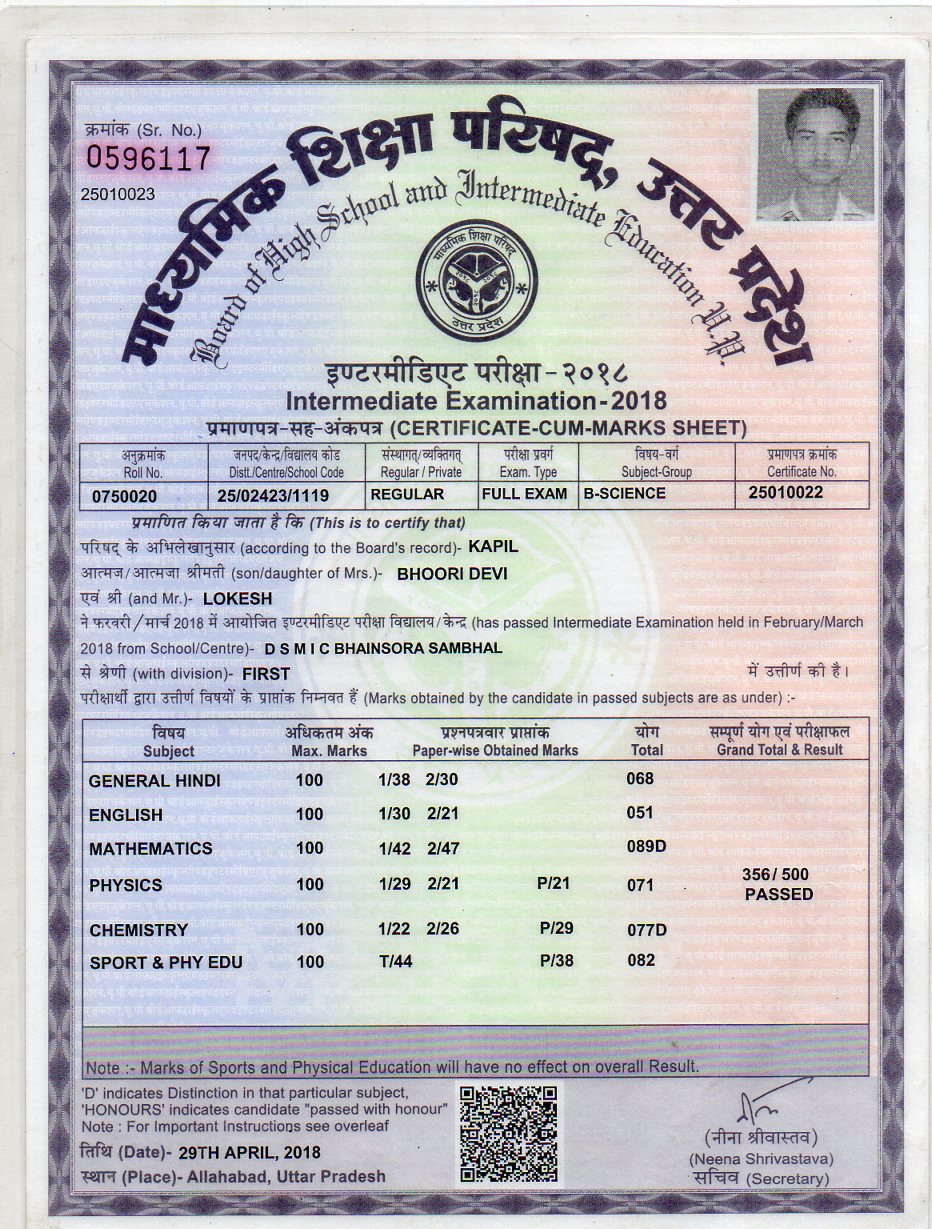 क्रमांक (Sr. No.)
0596117
25010023
माध्यमिक शिक्षा परिषद्, उत्तर प्रदेश
Board of High School and Intermediate Education U.P.
माध्यमिक शिक्षा परिषद्
उत्तर प्रदेश
इण्टरमीडिएट परीक्षा - २०१८
Intermediate Examination-2018
प्रमाणपत्र-सह-अंकपत्र (CERTIFICATE-CUM-MARKS SHEET)
अनुक्रमांक जनपद/केन्द्र/विद्यालय कोड संस्थागत्/व्यक्तिगत् परीक्षा प्रवर्ग विषय-वर्ग प्रमाणपत्र क्रमांक
Roll No. Distt./Centre/School Code Regular / Private Exam. Type Subject-Group Certificate No.
0750020 25/02423/1119 REGULAR FULL EXAM B-SCIENCE 25010022
प्रमाणित किया जाता है कि (This is to certify that)
परिषद् के अभिलेखानुसार (according to the Board's record)- KAPIL
आत्मज/आत्मजा श्रीमती (son/daughter of Mrs.)- BHOORI DEVI
एवं श्री (and Mr.)- LOKESH
ने फरवरी/मार्च 2018 में आयोजित इण्टरमीडिएट परीक्षा विद्यालय/केन्द्र (has passed Intermediate Examination held in February/March
2018 from School/Centre)- D S M I C BHAINSORA SAMBHAL
से श्रेणी (with division)- FIRST में उत्तीर्ण की है।
परीक्षार्थी द्वारा उत्तीर्ण विषयों के प्राप्तांक निम्नवत हैं (Marks obtained by the candidate in passed subjects are as under) :-
विषय अधिकतम अंक प्रश्नपत्रवार प्राप्तांक योग सम्पूर्ण योग एवं परीक्षाफल
Subject Max. Marks Paper-wise Obtained Marks Total Grand Total & Result
GENERAL HINDI 100 1/38 2/30 068
ENGLISH 100 1/30 2/21 051
MATHEMATICS 100 1/42 2/47 089D
PHYSICS 100 1/29 2/21 P/21 071 356/ 500
PASSED
CHEMISTRY 100 1/22 2/26 P/29 077D
SPORT & PHY EDU 100 T/44 P/38 082
Note :- Marks of Sports and Physical Education will have no effect on overall Result.
'D' indicates Distinction in that particular subject,
'HONOURS' indicates candidate "passed with honour"
Note : For Important Instructions see overleaf
तिथि (Date)- 29TH APRIL, 2018
स्थान (Place)- Allahabad, Uttar Pradesh
(नीना श्रीवास्तव)
(Neena Shrivastava)
सचिव (Secretary)